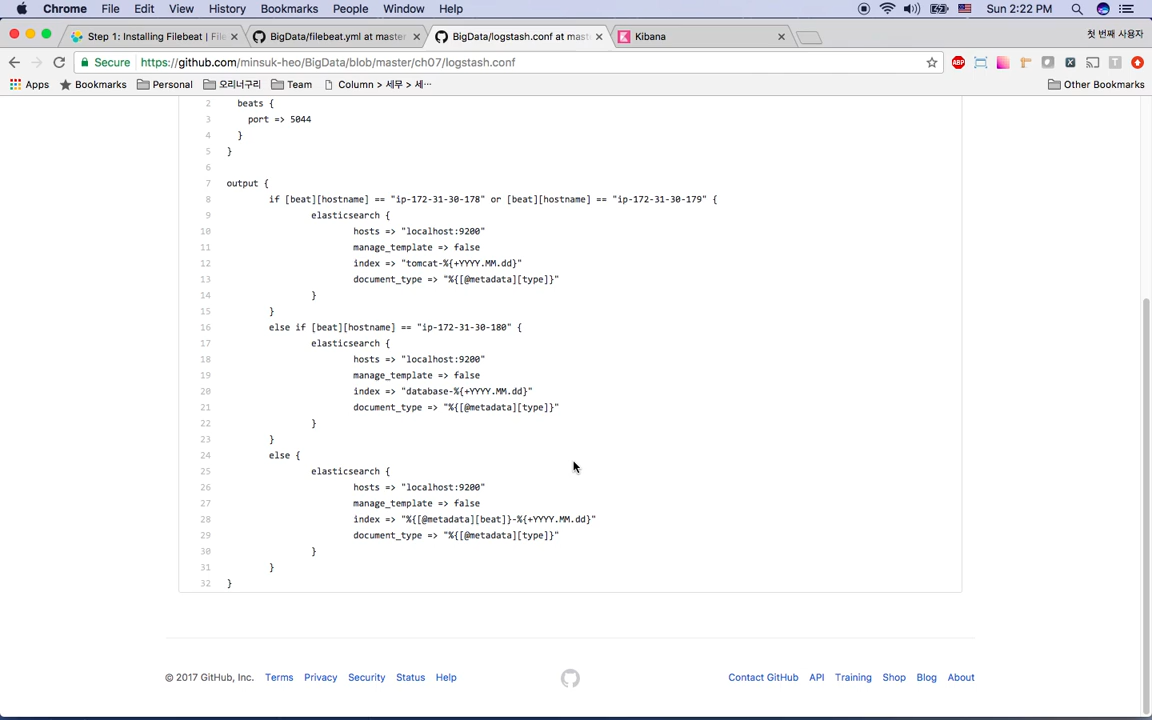 Chrome File Edit View History Bookmarks People Window Help Sun 2:22 PM
Step 1: Installing Filebeat | File BigData/filebeat.yml at master BigData/logstash.conf at mas Kibana 첫 번째 사용자
Secure https://github.com/minsuk-heo/BigData/blob/master/ch07/logstash.conf ABP
Apps Bookmarks Personal 오리너구리 Team Column > 세무 > 세… Other Bookmarks
2 beats {
3 port => 5044
4 }
5 }
6
7 output {
8 if [beat][hostname] == "ip-172-31-30-178" or [beat][hostname] == "ip-172-31-30-179" {
9 elasticsearch {
10 hosts => "localhost:9200"
11 manage_template => false
12 index => "tomcat-%{+YYYY.MM.dd}"
13 document_type => "%{[@metadata][type]}"
14 }
15 }
16 else if [beat][hostname] == "ip-172-31-30-180" {
17 elasticsearch {
18 hosts => "localhost:9200"
19 manage_template => false
20 index => "database-%{+YYYY.MM.dd}"
21 document_type => "%{[@metadata][type]}"
22 }
23 }
24 else {
25 elasticsearch {
26 hosts => "localhost:9200"
27 manage_template => false
28 index => "%{[@metadata][beat]}-%{+YYYY.MM.dd}"
29 document_type => "%{[@metadata][type]}"
30 }
31 }
32 }
© 2017 GitHub, Inc. Terms Privacy Security Status Help Contact GitHub API Training Shop Blog About